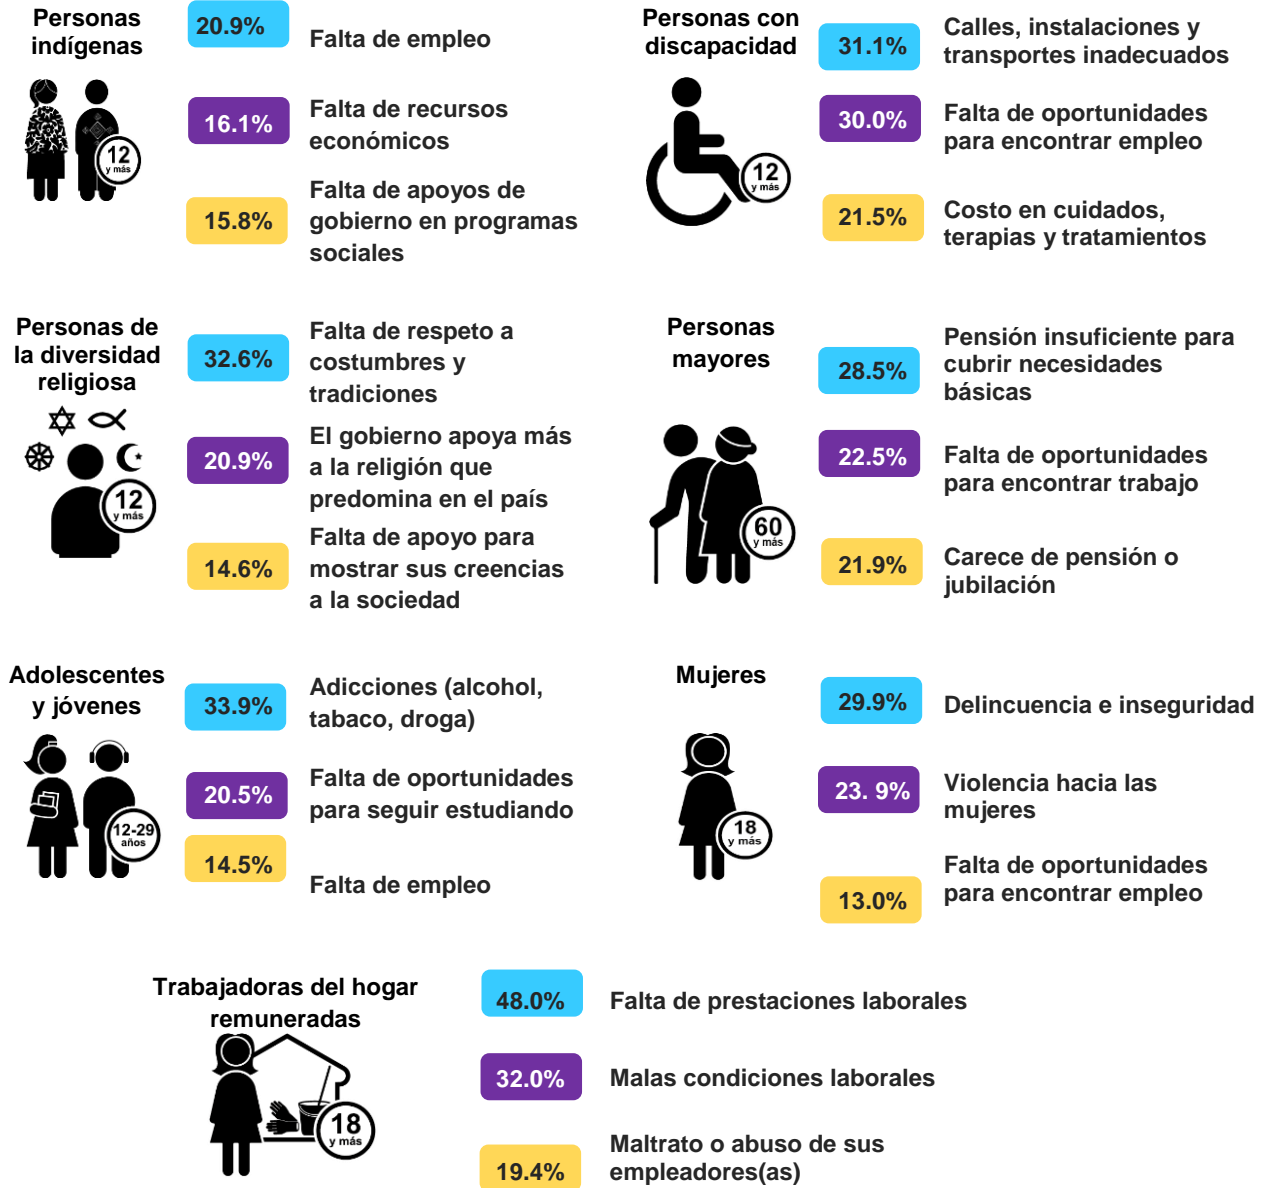 Personas
indígenas
12
y más
20.9%
Falta de empleo
16.1%
Falta de recursos
económicos
15.8%
Falta de apoyos de
gobierno en programas
sociales
Personas con
discapacidad
12
y más
31.1%
Calles, instalaciones y
transportes inadecuados
30.0%
Falta de oportunidades
para encontrar empleo
21.5%
Costo en cuidados,
terapias y tratamientos
Personas de
la diversidad
religiosa
12
y más
32.6%
Falta de respeto a
costumbres y
tradiciones
20.9%
El gobierno apoya más
a la religión que
predomina en el país
14.6%
Falta de apoyo para
mostrar sus creencias
a la sociedad
Personas
mayores
60
y más
28.5%
Pensión insuficiente para
cubrir necesidades
básicas
22.5%
Falta de oportunidades
para encontrar trabajo
21.9%
Carece de pensión o
jubilación
Adolescentes
y jóvenes
12-29
años
33.9%
Adicciones (alcohol,
tabaco, droga)
20.5%
Falta de oportunidades
para seguir estudiando
14.5%
Falta de empleo
Mujeres
18
y más
29.9%
Delincuencia e inseguridad
23. 9%
Violencia hacia las
mujeres
13.0%
Falta de oportunidades
para encontrar empleo
Trabajadoras del hogar
remuneradas
18
y más
48.0%
Falta de prestaciones laborales
32.0%
Malas condiciones laborales
19.4%
Maltrato o abuso de sus
empleadores(as)